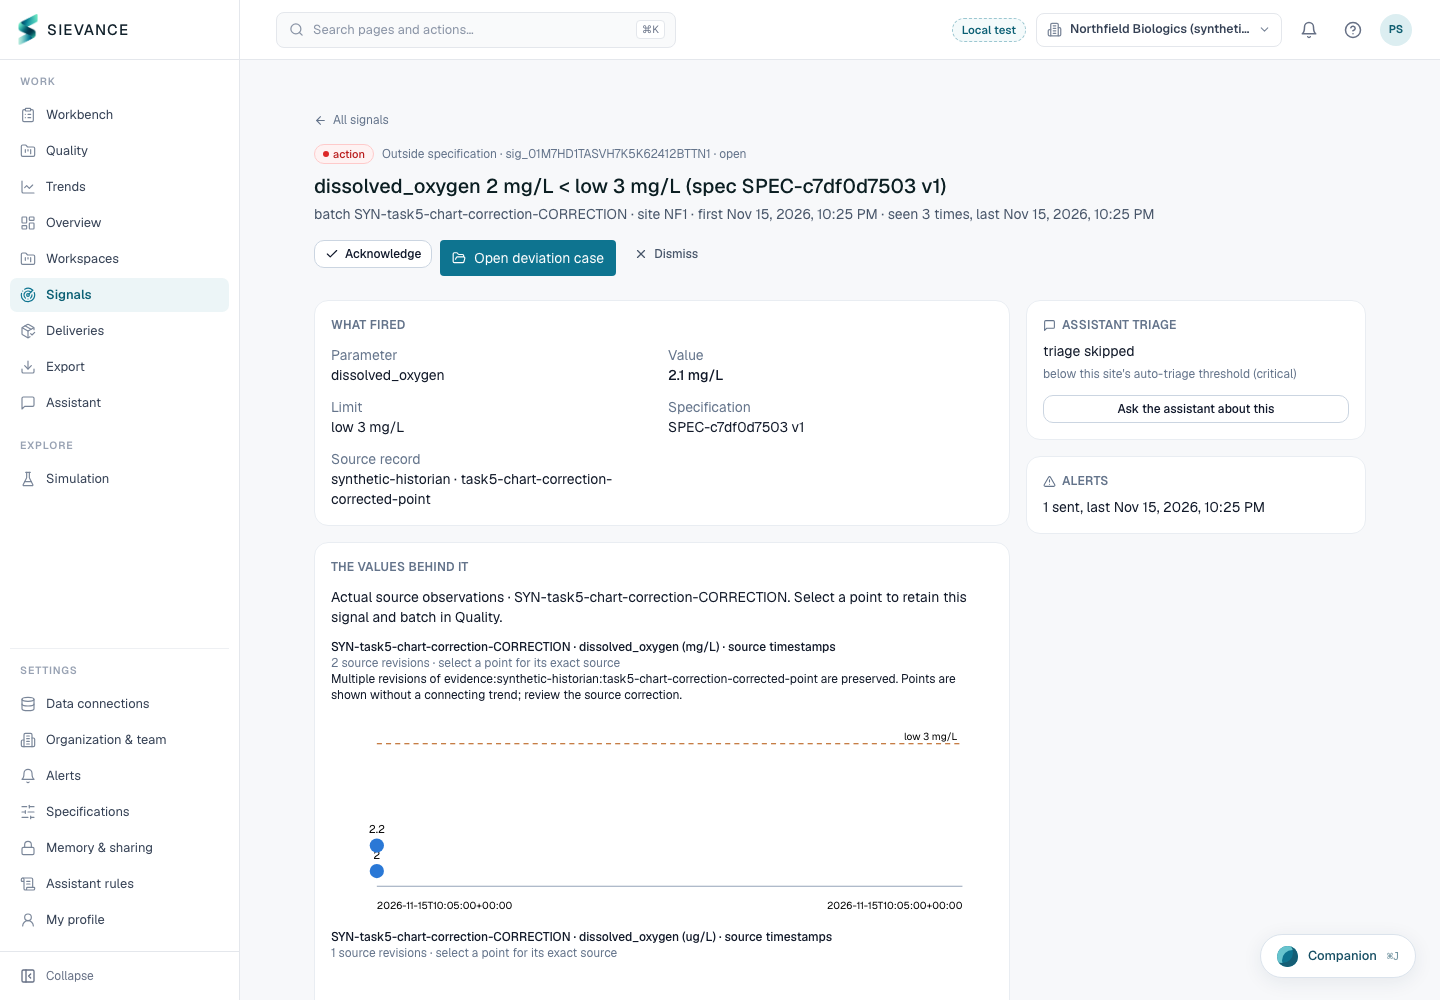 SIEVANCE
Search pages and actions...
⌘K
Local test
Northfield Biologics (syntheti...
PS
WORK
Workbench
Quality
Trends
Overview
Workspaces
Signals
Deliveries
Export
Assistant
EXPLORE
Simulation
SETTINGS
Data connections
Organization & team
Alerts
Specifications
Memory & sharing
Assistant rules
My profile
Collapse
All signals
action Outside specification · sig_01M7HD1TASVH7K5K62412BTTN1 · open
dissolved_oxygen 2 mg/L < low 3 mg/L (spec SPEC-c7df0d7503 v1)
batch SYN-task5-chart-correction-CORRECTION · site NF1 · first Nov 15, 2026, 10:25 PM · seen 3 times, last Nov 15, 2026, 10:25 PM
Acknowledge
Open deviation case
Dismiss
WHAT FIRED
Parameter
dissolved_oxygen
Value
2.1 mg/L
Limit
low 3 mg/L
Specification
SPEC-c7df0d7503 v1
Source record
synthetic-historian · task5-chart-correction-
corrected-point
ASSISTANT TRIAGE
triage skipped
below this site's auto-triage threshold (critical)
Ask the assistant about this
ALERTS
1 sent, last Nov 15, 2026, 10:25 PM
THE VALUES BEHIND IT
Actual source observations · SYN-task5-chart-correction-CORRECTION. Select a point to retain this
signal and batch in Quality.
SYN-task5-chart-correction-CORRECTION · dissolved_oxygen (mg/L) · source timestamps
2 source revisions · select a point for its exact source
Multiple revisions of evidence:synthetic-historian:task5-chart-correction-corrected-point are preserved. Points are
shown without a connecting trend; review the source correction.
low 3 mg/L
2.2
2
2026-11-15T10:05:00+00:00
2026-11-15T10:05:00+00:00
SYN-task5-chart-correction-CORRECTION · dissolved_oxygen (ug/L) · source timestamps
1 source revisions · select a point for its exact source
Companion ⌘J